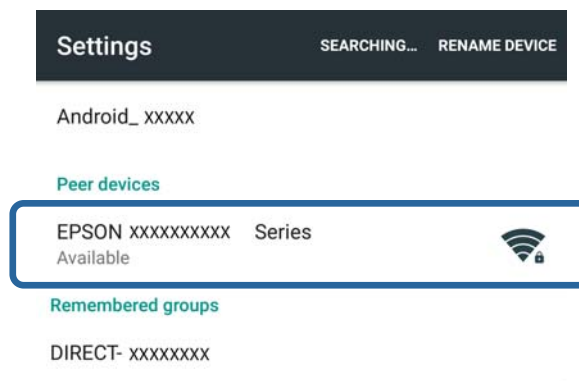 Settings SEARCHING... RENAME DEVICE
Android_ xxxxx
Peer devices
EPSON xxxxxxxxxx Series
Available
Remembered groups
DIRECT- xxxxxxxx